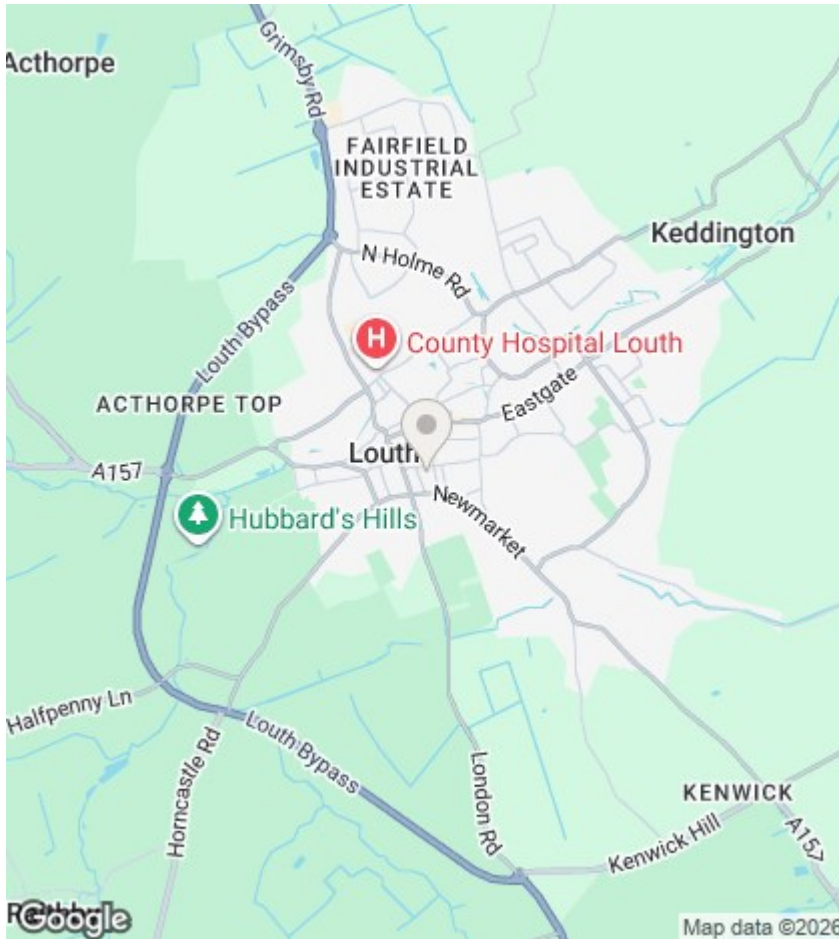 Acthorpe
Grimsby Rd
FAIRFIELD
INDUSTRIAL
ESTATE
Keddington
N Holme Rd
Louth Bypass
H
County Hospital Louth
ACTHORPE TOP
Eastgate
Louth
A157
Newmarket
Hubbard's Hills
Halfpenny Ln
Louth Bypass
Horncastle Rd
London Rd
KENWICK
Kenwick Hill
A157
Google
Map data ©2026